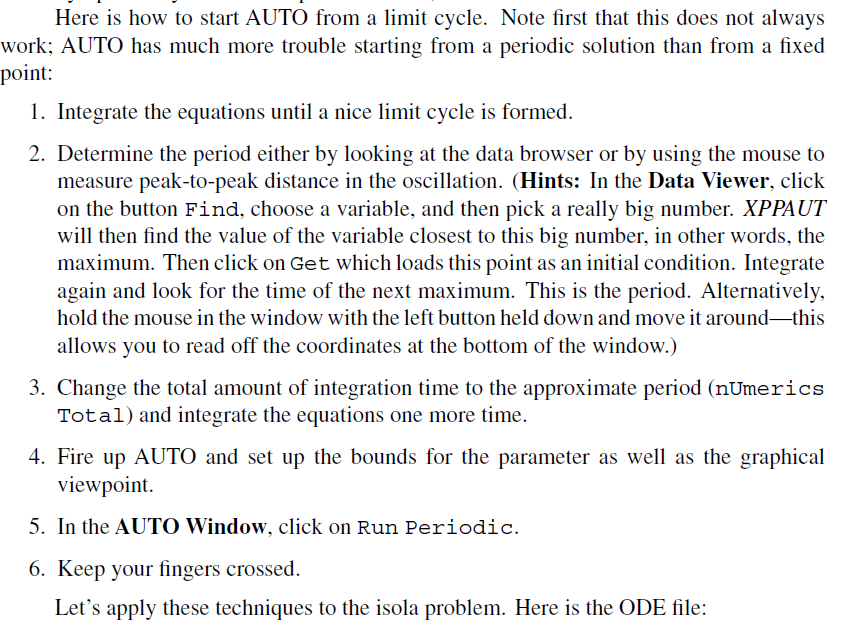 Here is how to start AUTO from a limit cycle. Note first that this does not always
work; AUTO has much more trouble starting from a periodic solution than from a fixed
point:
1. Integrate the equations until a nice limit cycle is formed.
2. Determine the period either by looking at the data browser or by using the mouse to
measure peak-to-peak distance in the oscillation. (Hints: In the Data Viewer, click
on the button Find, choose a variable, and then pick a really big number. XPPAUT
will then find the value of the variable closest to this big number, in other words, the
maximum. Then click on Get which loads this point as an initial condition. Integrate
again and look for the time of the next maximum. This is the period. Alternatively,
hold the mouse in the window with the left button held down and move it around—this
allows you to read off the coordinates at the bottom of the window.)
3. Change the total amount of integration time to the approximate period (nUmerics
Total) and integrate the equations one more time.
4. Fire up AUTO and set up the bounds for the parameter as well as the graphical
viewpoint.
5. In the AUTO Window, click on Run Periodic.
6. Keep your fingers crossed.
Let's apply these techniques to the isola problem. Here is the ODE file: